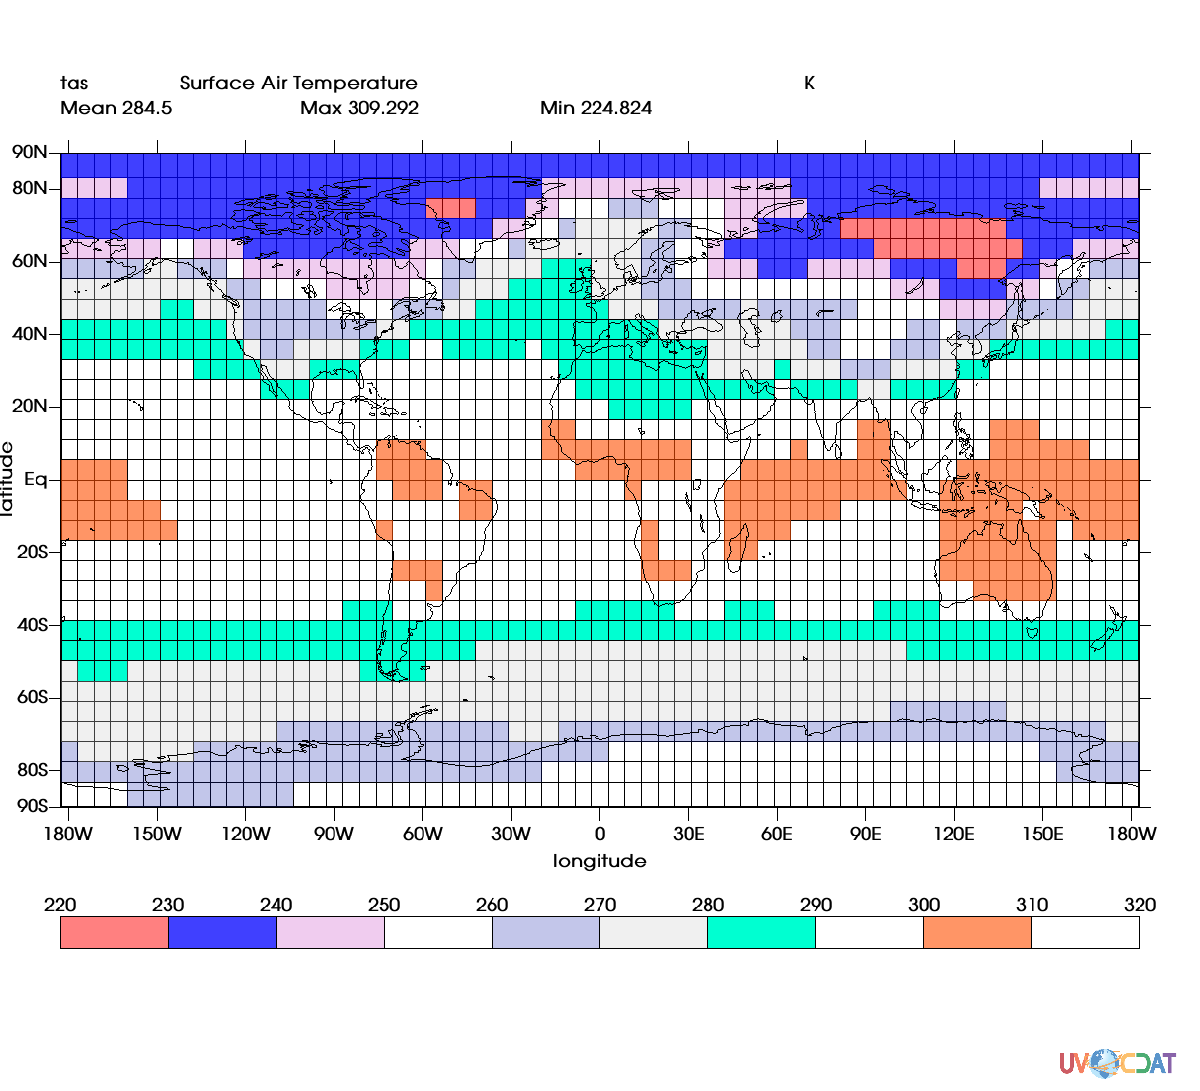 tas Surface Air Temperature K
Mean 284.5 Max 309.292 Min 224.824
90N
80N
60N
40N
20N
Eq
20S
40S
60S
80S
90S
latitude
180W 150W 120W 90W 60W 30W 0 30E 60E 90E 120E 150E 180W
longitude
220 230 240 250 260 270 280 290 300 310 320
UV CDAT